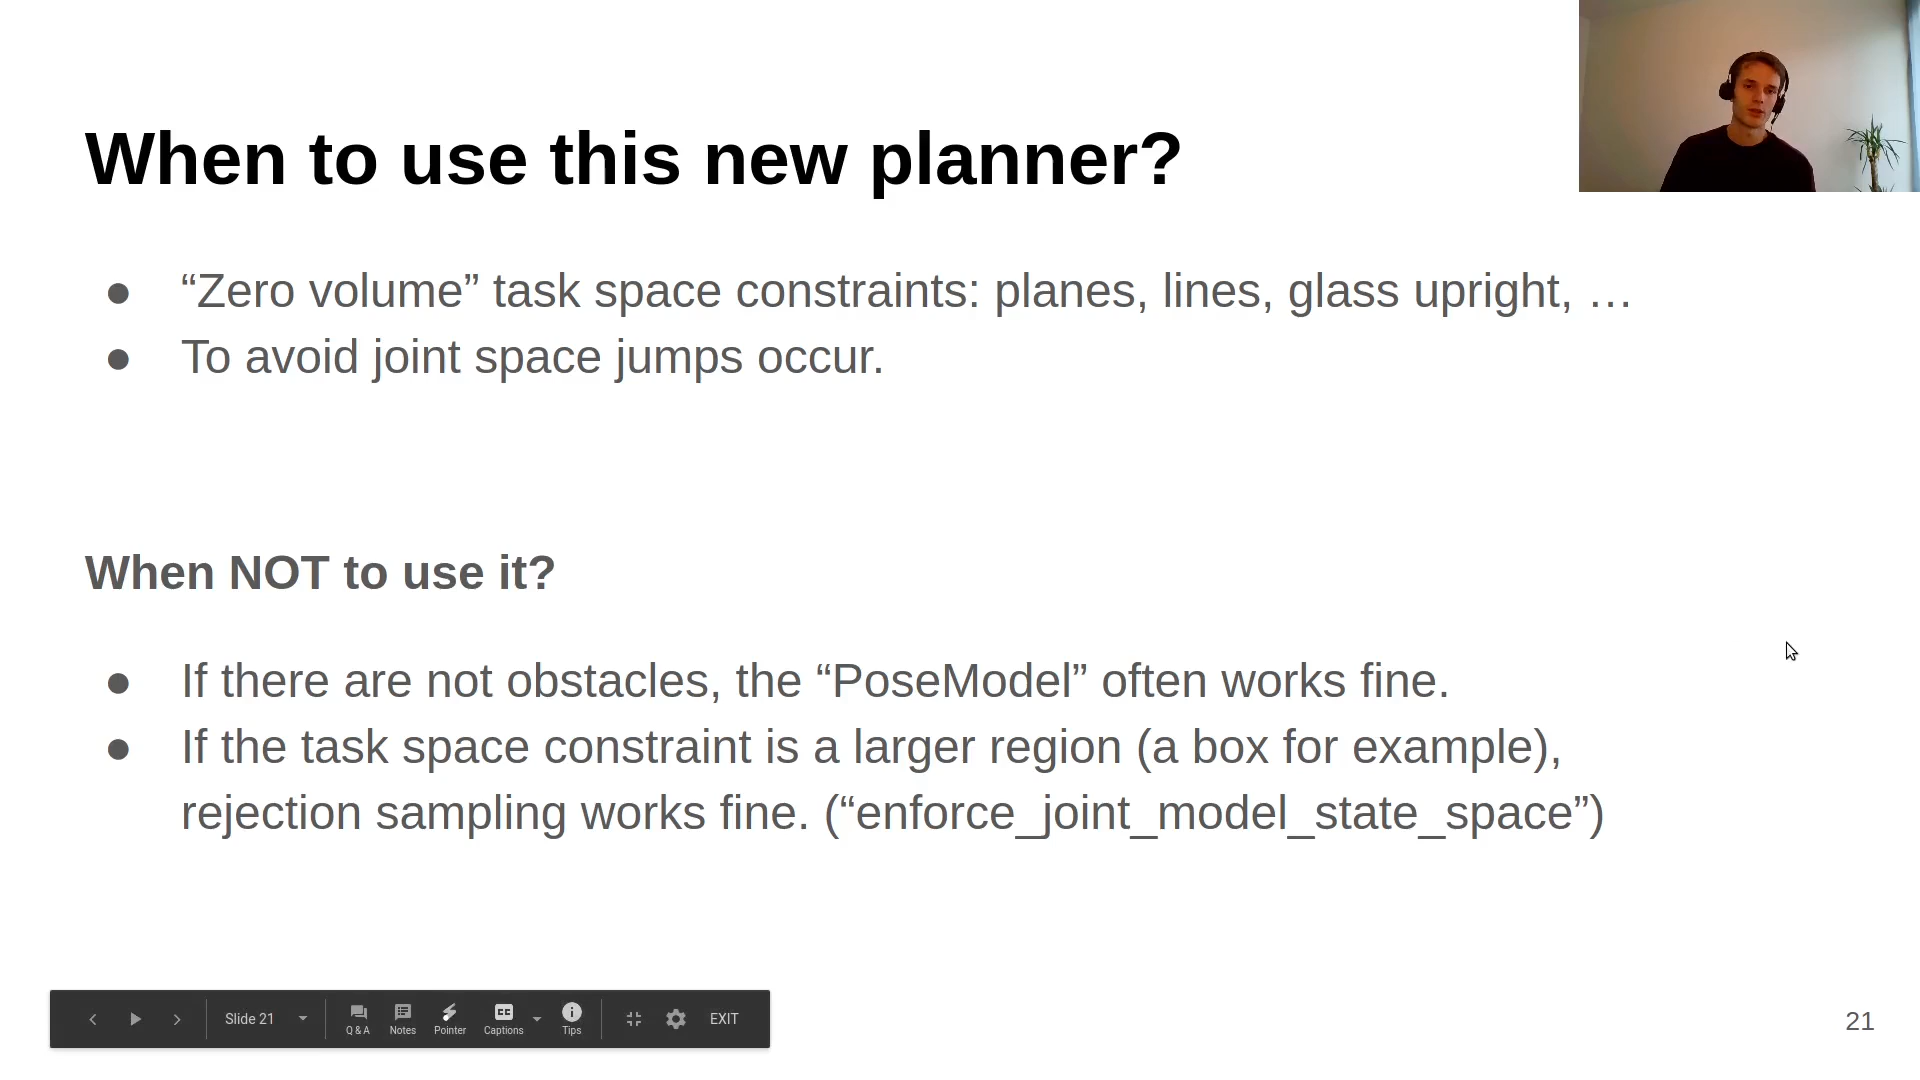 When to use this new planner?
● “Zero volume” task space constraints: planes, lines, glass upright, …
● To avoid joint space jumps occur.
When NOT to use it?
● If there are not obstacles, the “PoseModel” often works fine.
● If the task space constraint is a larger region (a box for example),
rejection sampling works fine. (“enforce_joint_model_state_space”)
Slide 21
Q & A
Notes
Pointer
Captions
Tips
EXIT
21